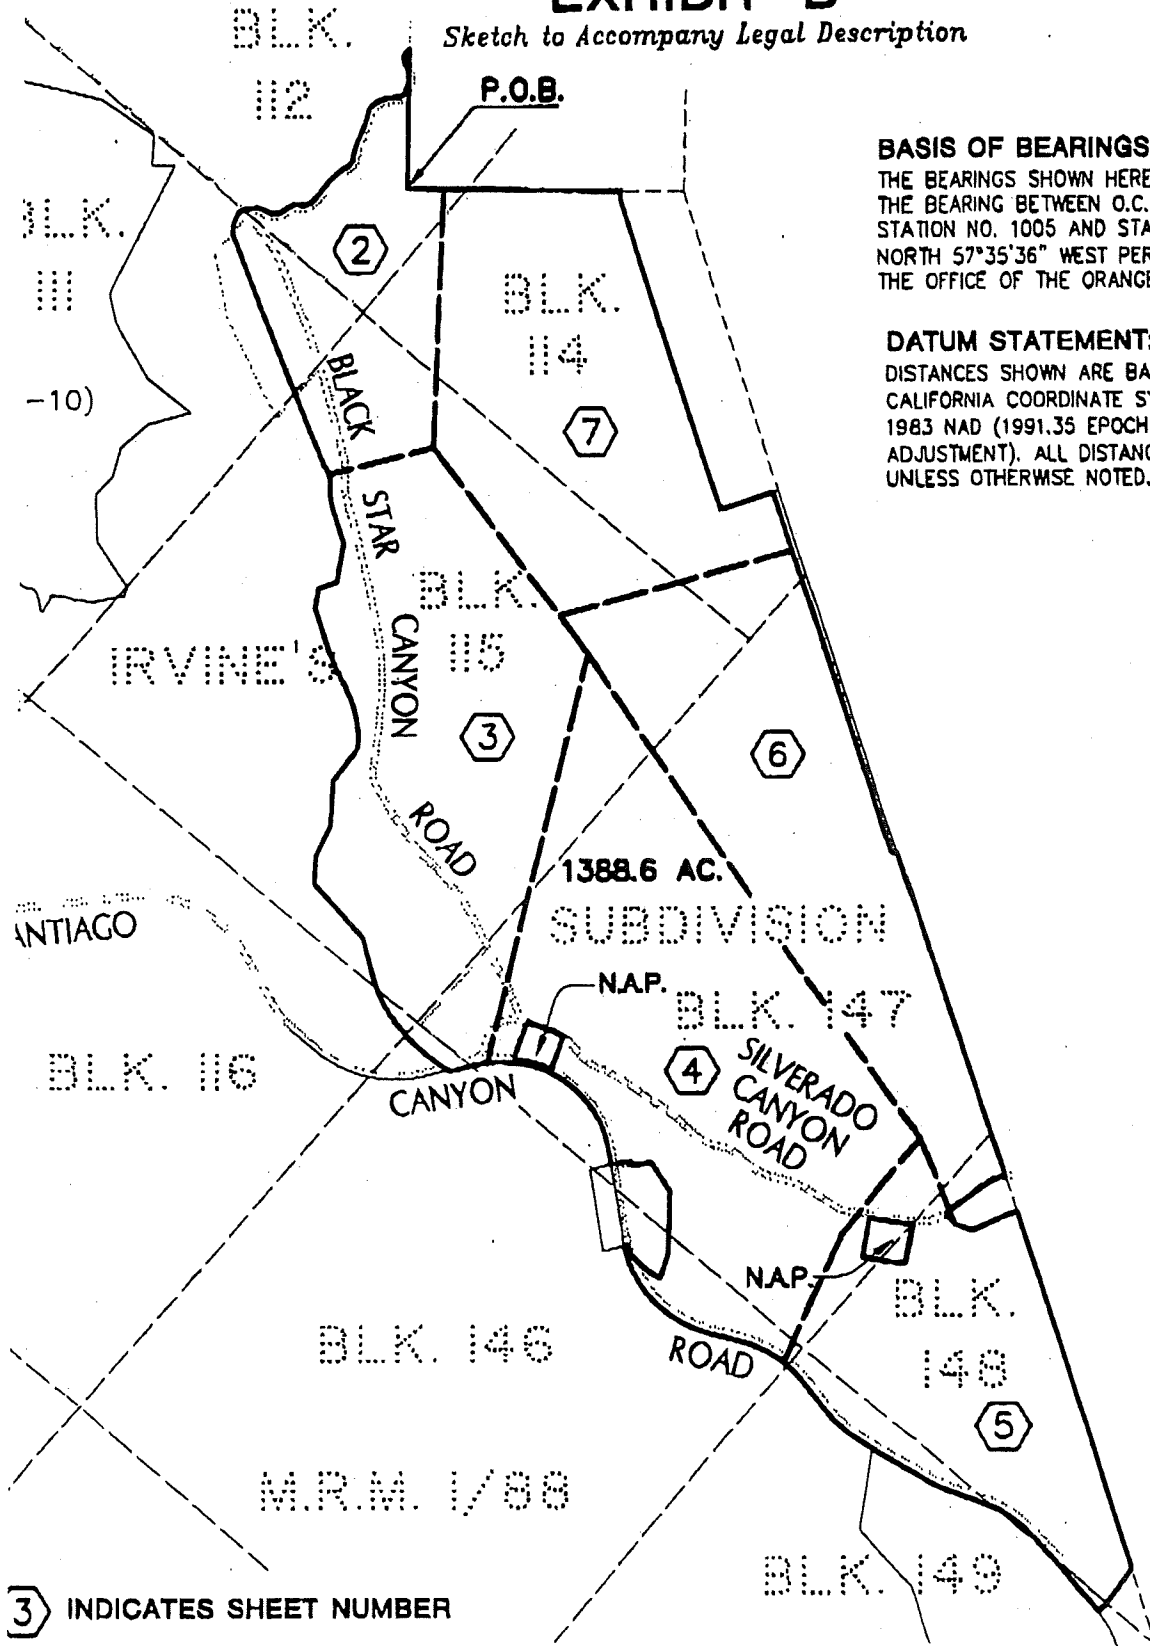 Sketch to Accompany Legal Description
BLK.
112
P.O.B.
BASIS OF BEARINGS
THE BEARINGS SHOWN HERE
THE BEARING BETWEEN O.C.
STATION NO. 1005 AND STA
NORTH 57°35'36" WEST PER
THE OFFICE OF THE ORANGE
BLK.
111
-10)
2
BLK.
114
7
DATUM STATEMENT:
DISTANCES SHOWN ARE BA
CALIFORNIA COORDINATE S
1983 NAD (1991.35 EPOCH
ADJUSTMENT). ALL DISTANC
UNLESS OTHERWISE NOTED.
BLACK
STAR
CANYON
ROAD
BLK.
115
IRVINE'S
3
6
1388.6 AC.
SUBDIVISION
ANTIAGO
N.A.P.
BLK. 147
BLK. 116
4
CANYON
SILVERADO
CANYON
ROAD
N.A.P.
BLK.
148
BLK. 146
ROAD
5
M.R.M. 1/88
BLK. 149
3 INDICATES SHEET NUMBER